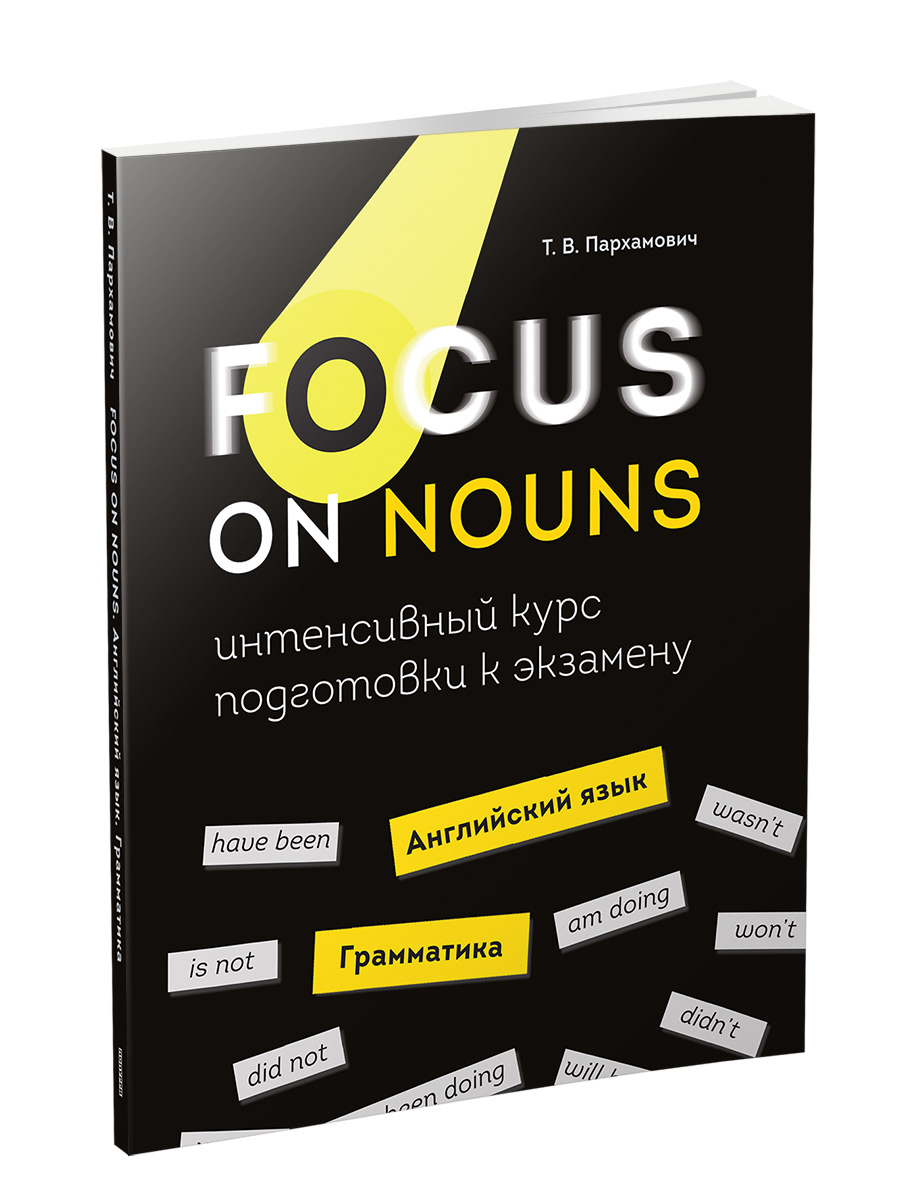 Т. В. Пархамович
FOCUS
ON NOUNS
интенсивный курс
подготовки к экзамену
Английский язык
wasn't
have been
am doing
won't
Грамматика
is not
didn't
did not
been doing
will
Т. В. Пархамович FOCUS ON NOUNS. Английский язык. Грамматика